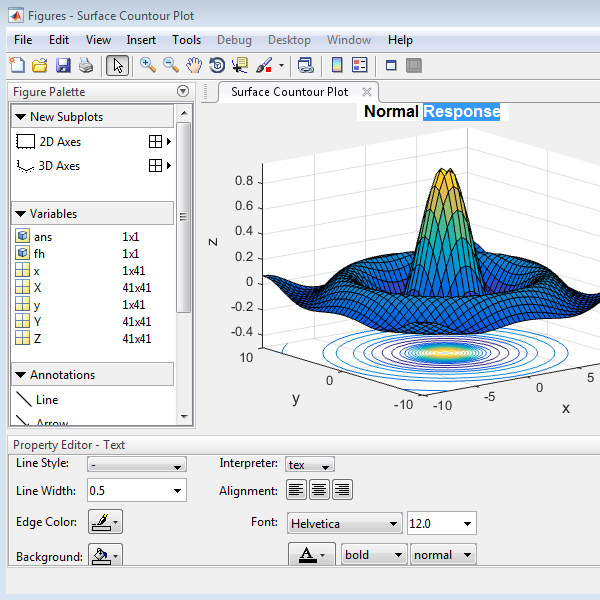 Figures - Surface Countour Plot
File Edit View Insert Tools Debug Desktop Window Help
Figure Palette
Surface Countour Plot
Normal Response
New Subplots
2D Axes
3D Axes
Variables
ans 1x1
fh 1x1
x 1x41
X 41x41
y 1x41
Y 41x41
Z 41x41
Annotations
Line
Arrow
0.8
0.6
0.4
0.2
0
-0.2
-0.4
z
10
0
-10
y
-10
-5
0
5
x
Property Editor - Text
Line Style: - Interpreter: tex
Line Width: 0.5 Alignment:
Edge Color: Font: Helvetica 12.0
Background: A bold normal